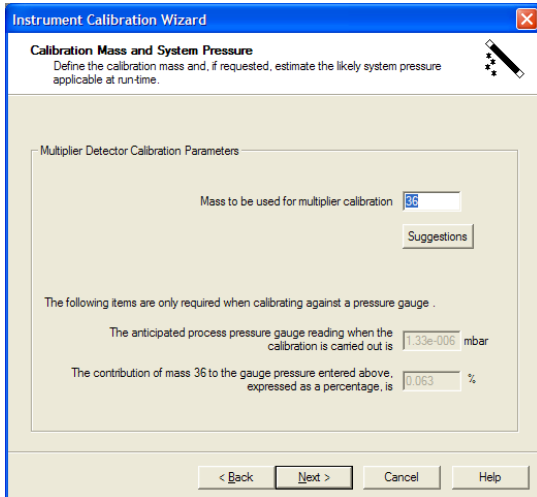 Instrument Calibration Wizard
Calibration Mass and System Pressure
Define the calibration mass and, if requested, estimate the likely system pressure
applicable at run-time.
Multiplier Detector Calibration Parameters
Mass to be used for multiplier calibration 36
Suggestions
The following items are only required when calibrating against a pressure gauge .
The anticipated process pressure gauge reading when the
calibration is carried out is 1.33e-006 mbar
The contribution of mass 36 to the gauge pressure entered above,
expressed as a percentage, is 0.063 %
< Back Next > Cancel Help